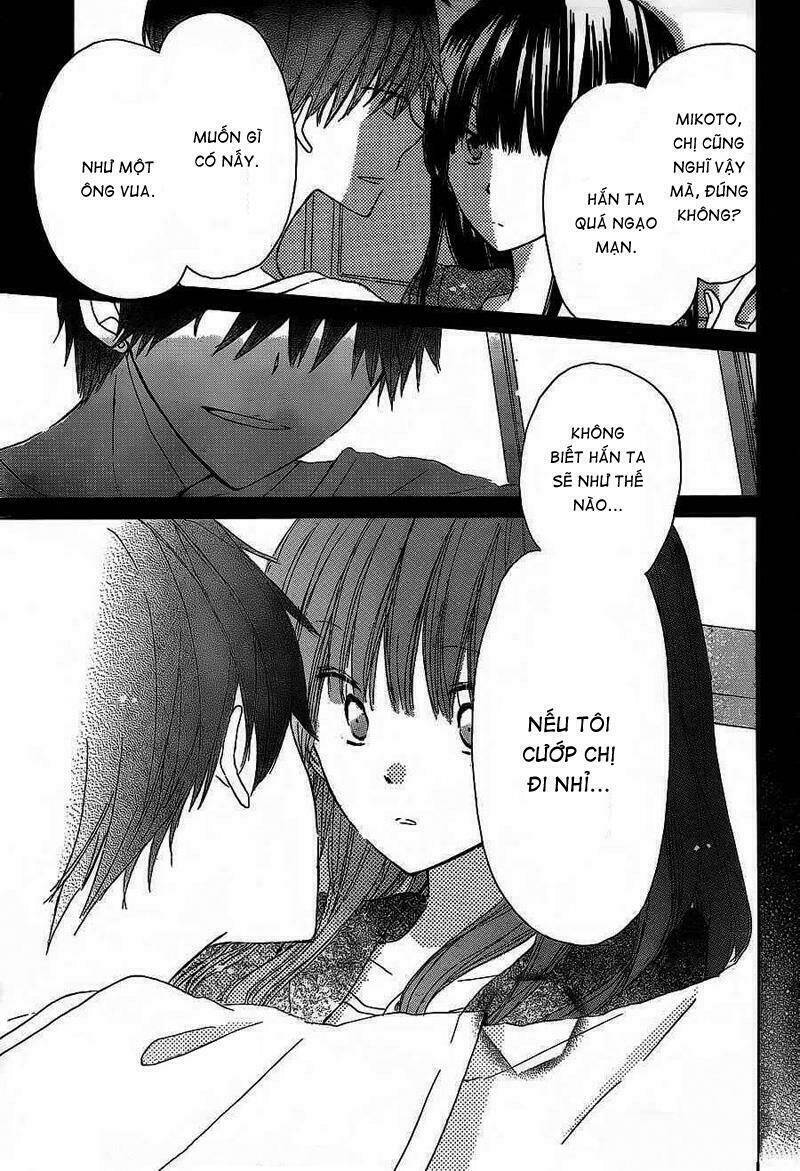 MIKOTO,
CHỊ CŨNG
NGHĨ VẬY
MÀ, ĐÚNG
KHÔNG?
HẮN TA
QUÁ NGẠO
MẠN.
MUỐN GÌ
CÓ NẤY.
NHƯ MỘT
ÔNG VUA.
KHÔNG
BIẾT HẮN TA
SẼ NHƯ THẾ
NÀO...
NẾU TÔI
CƯỚP CHỊ
ĐI NHỈ...